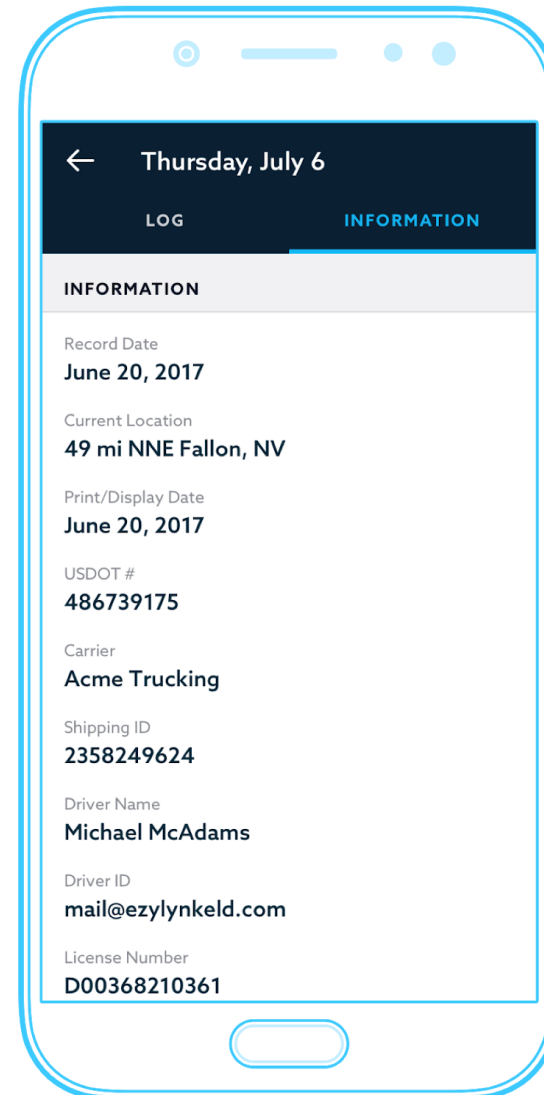 Thursday, July 6
LOG INFORMATION
INFORMATION
Record Date
June 20, 2017
Current Location
49 mi NNE Fallon, NV
Print/Display Date
June 20, 2017
USDOT #
486739175
Carrier
Acme Trucking
Shipping ID
2358249624
Driver Name
Michael McAdams
Driver ID
mail@ezylynkeld.com
License Number
D00368210361